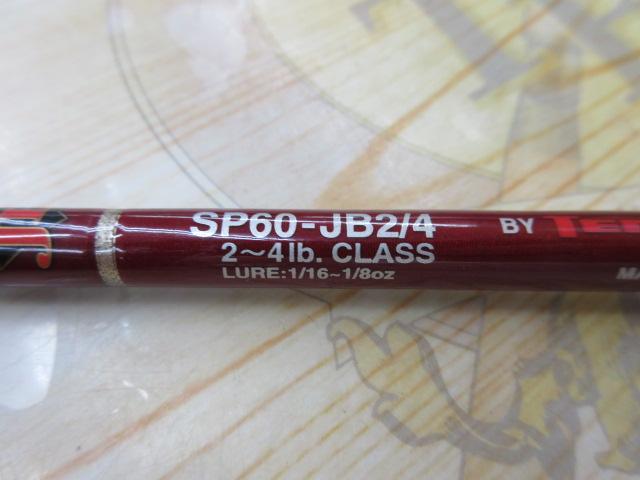 SP60-JB2/4
2~4lb. CLASS
LURE:1/16~1/8oz
BY